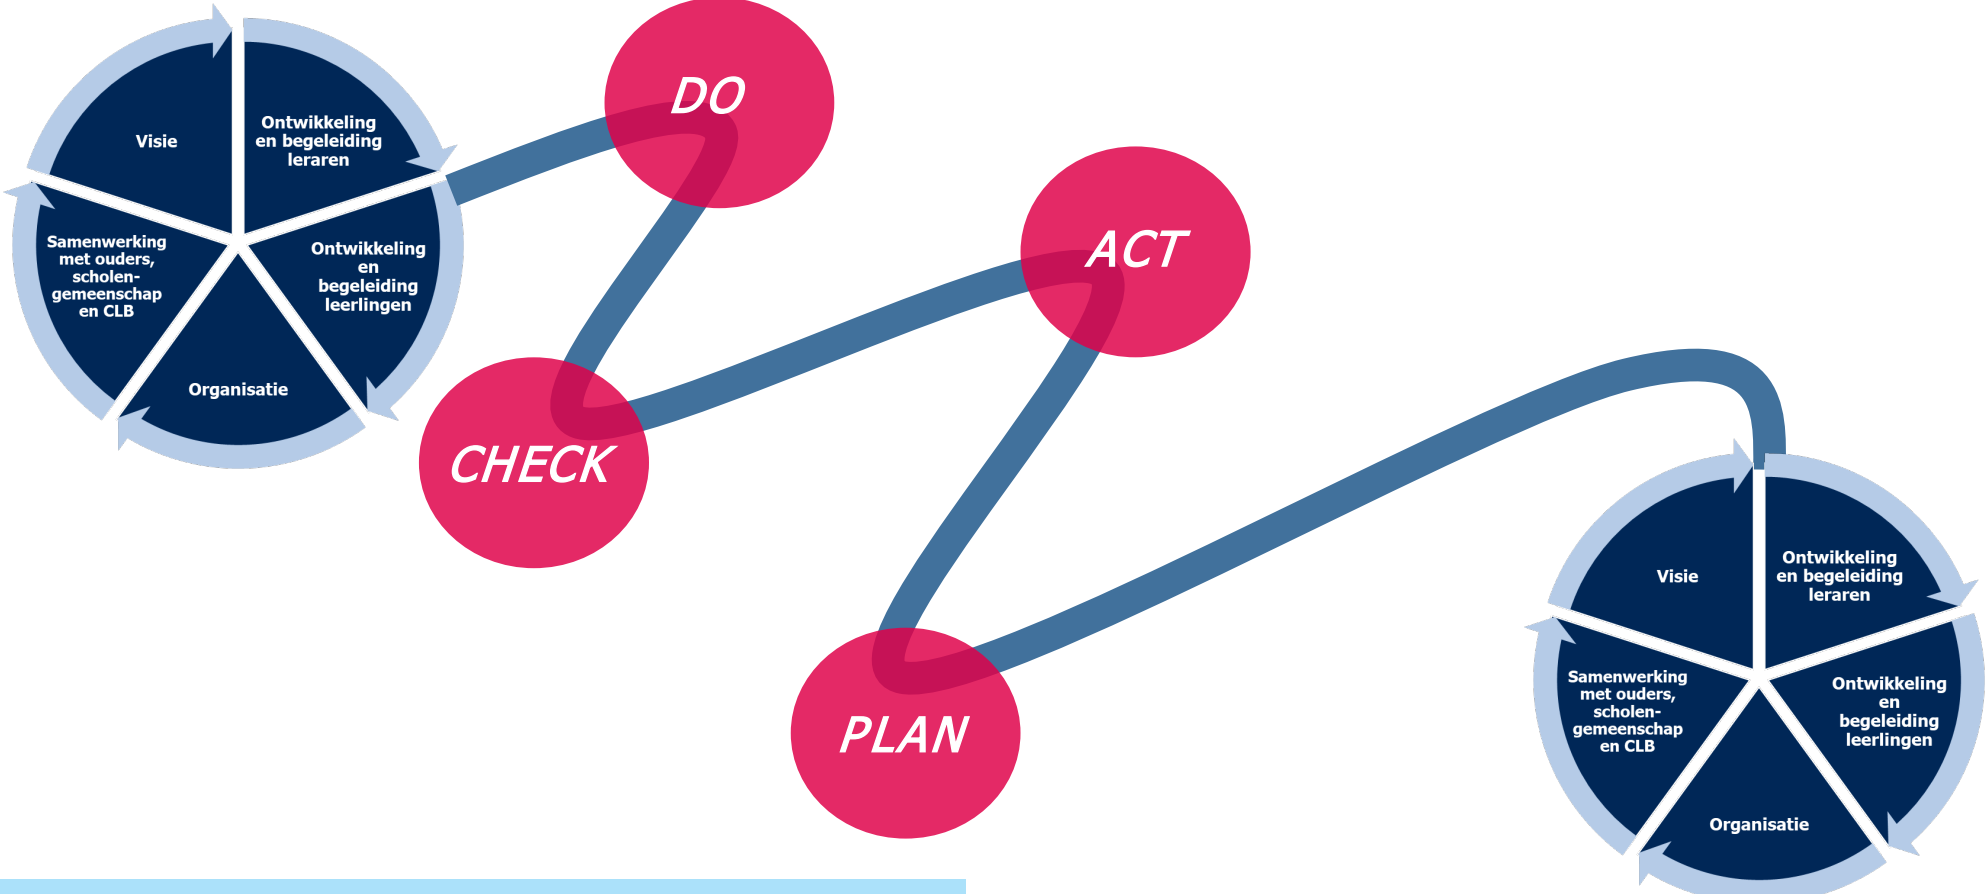 Visie
Ontwikkeling
en begeleiding
leraren
Ontwikkeling
en
begeleiding
leerlingen
Organisatie
Samenwerking
met ouders,
scholen-
gemeenschap
en CLB
DO
CHECK
ACT
PLAN
Visie
Ontwikkeling
en begeleiding
leraren
Ontwikkeling
en
begeleiding
leerlingen
Organisatie
Samenwerking
met ouders,
scholen-
gemeenschap
en CLB